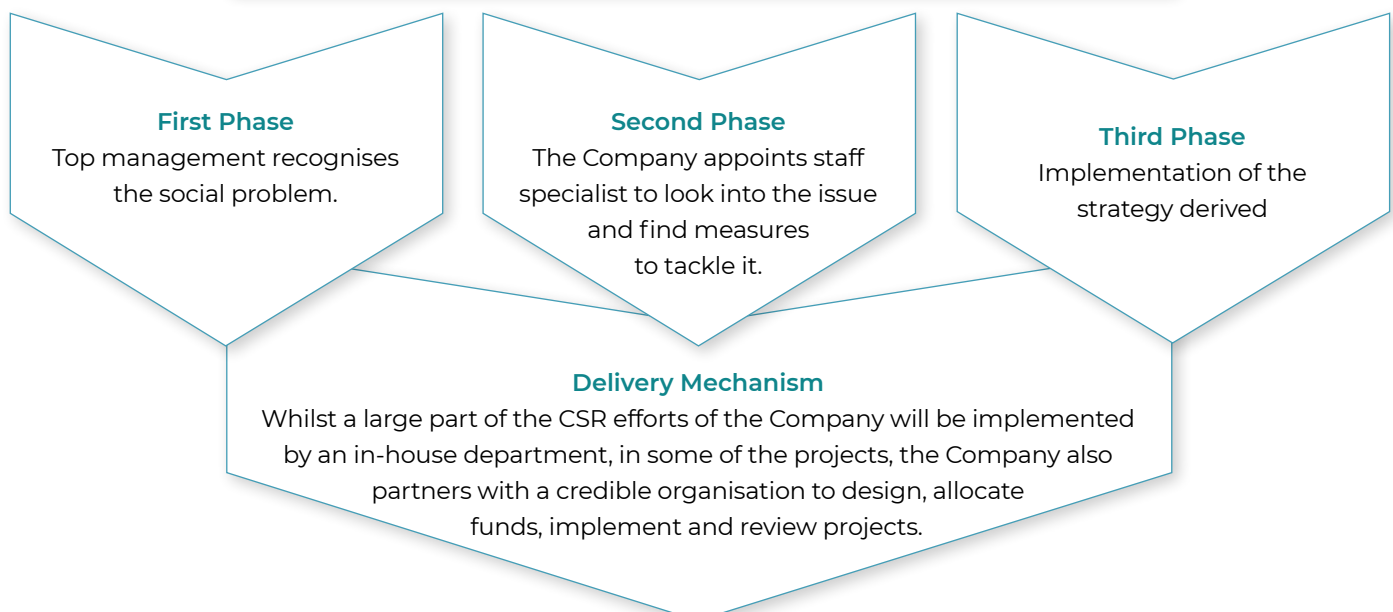 First Phase
Top management recognises
the social problem.
Second Phase
The Company appoints staff
specialist to look into the issue
and find measures
to tackle it.
Third Phase
Implementation of the
strategy derived
Delivery Mechanism
Whilst a large part of the CSR efforts of the Company will be implemented
by an in-house department, in some of the projects, the Company also
partners with a credible organisation to design, allocate
funds, implement and review projects.